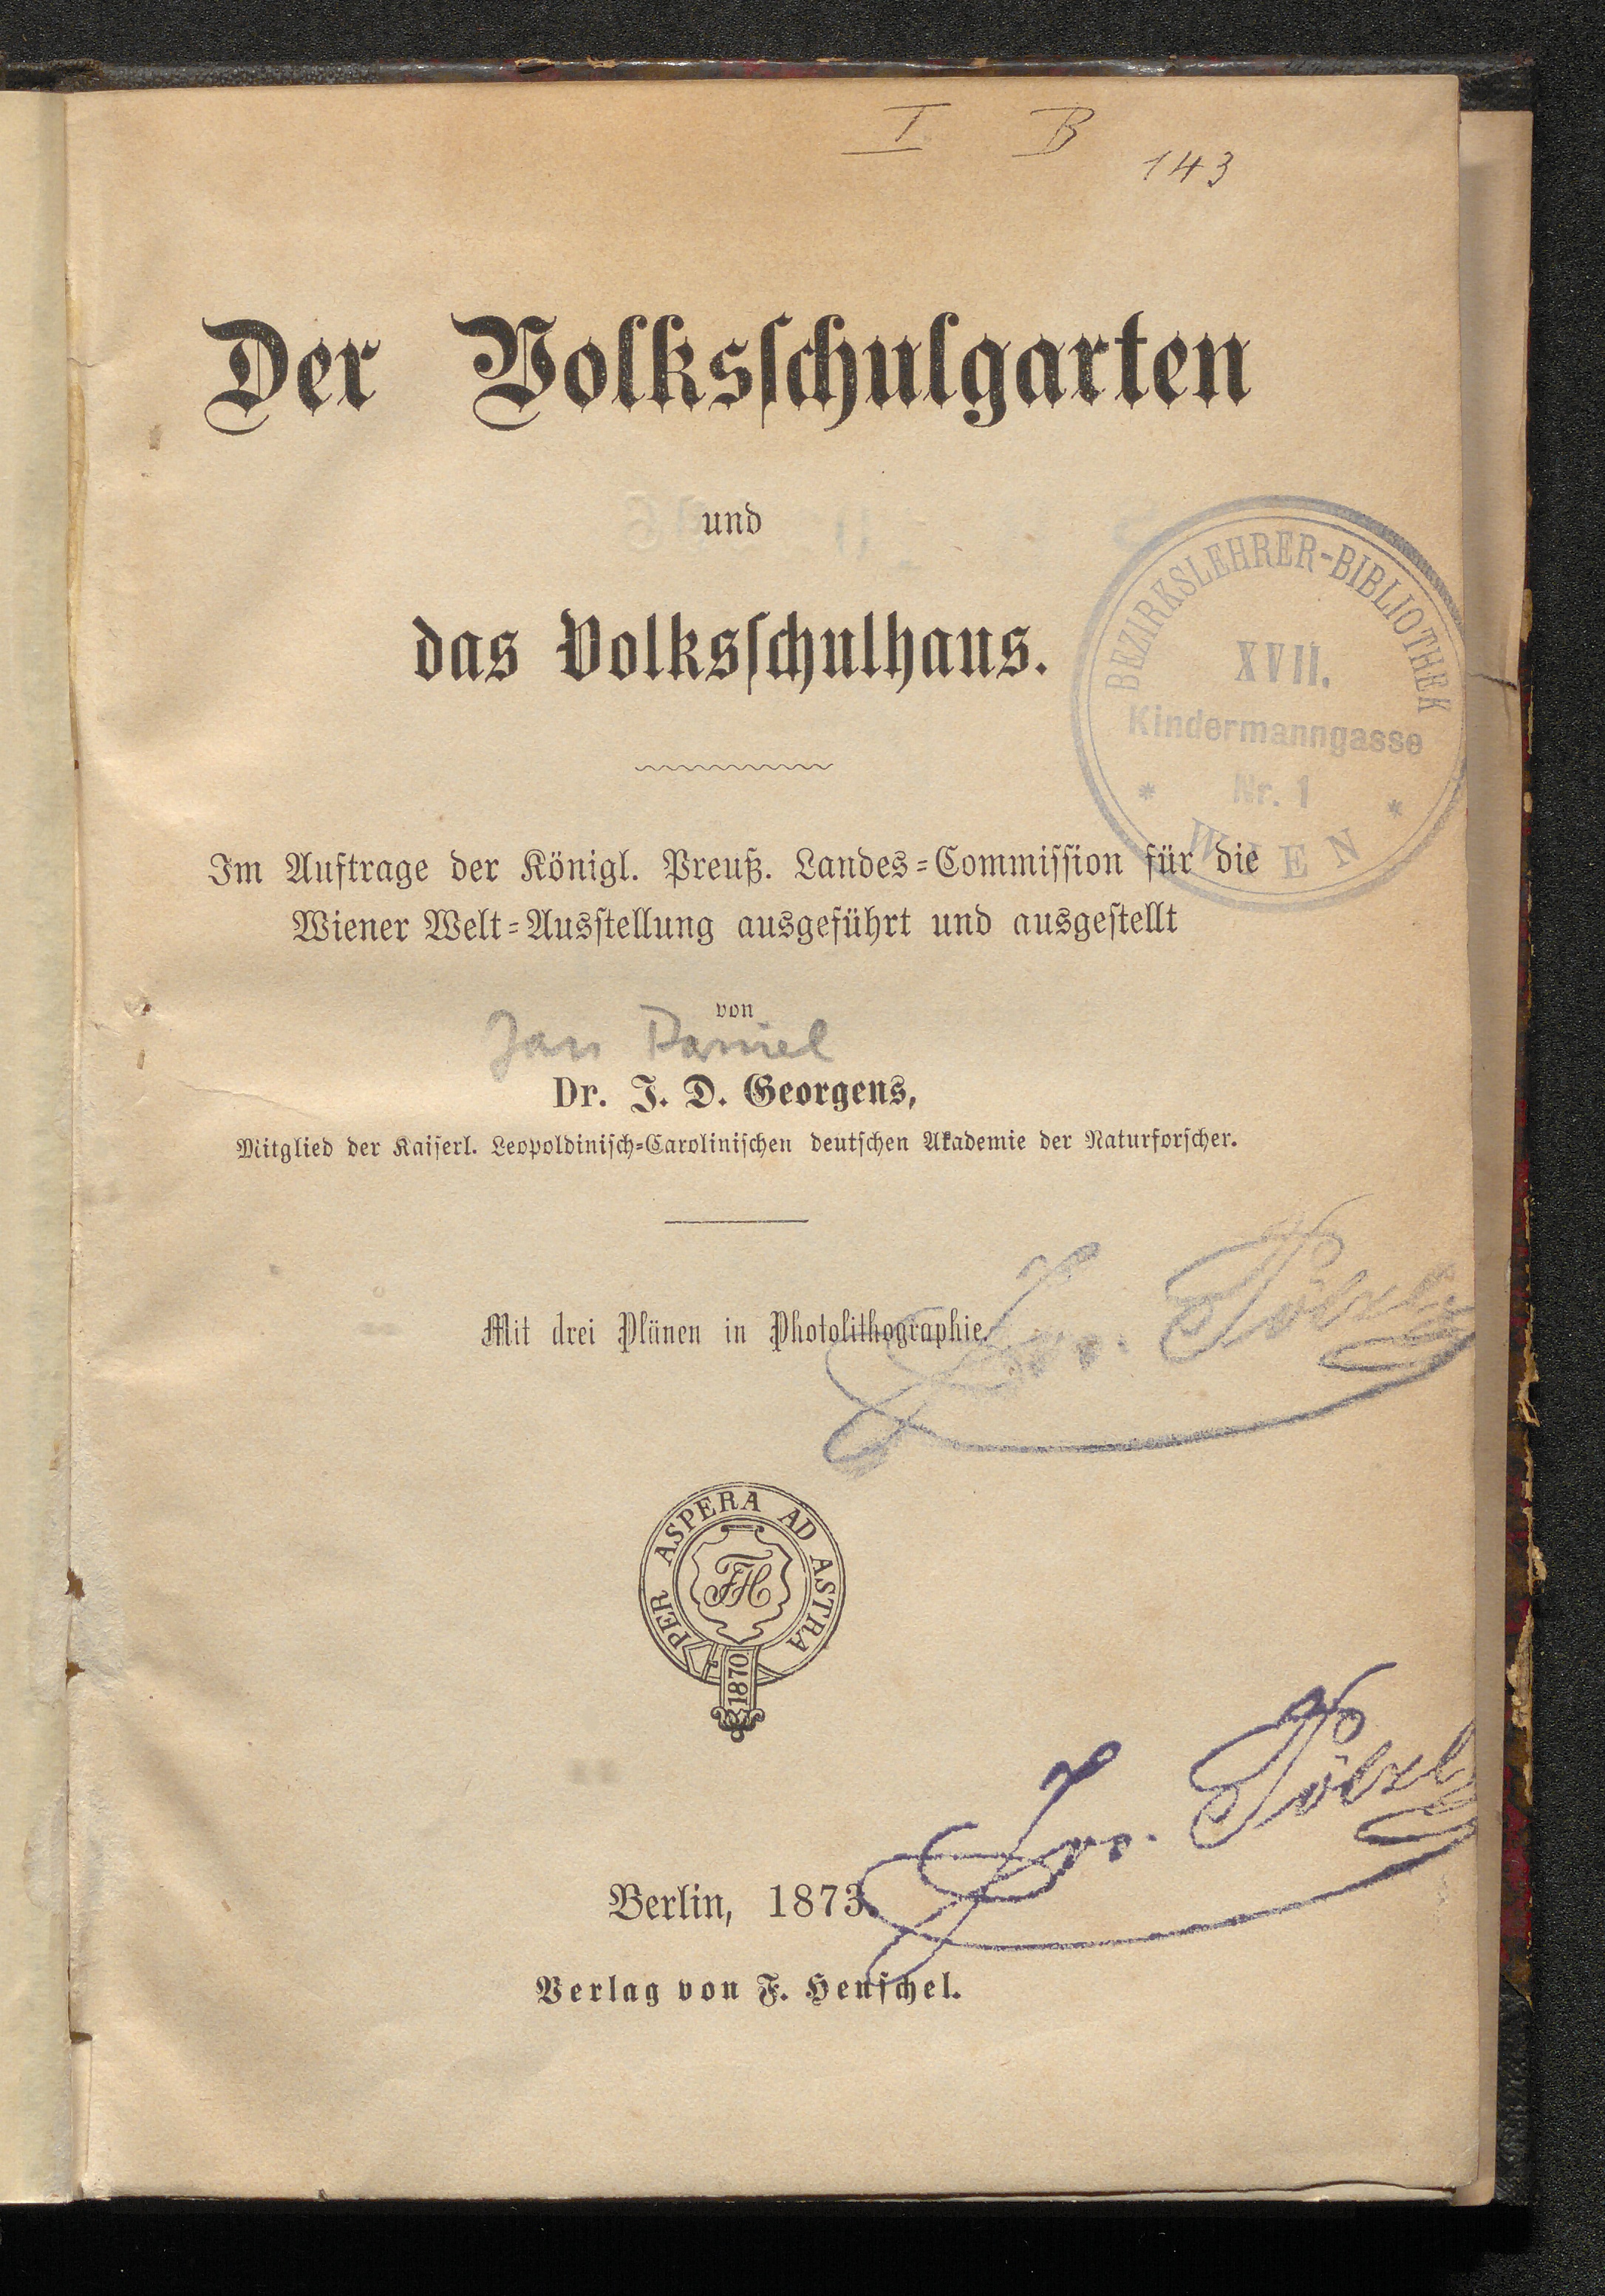 I B
143
Der Volksschulgarten
und
das Volksschulhaus.
BEZIRKSLEHRER-BIBLIOTHEK
XVII.
Kindermanngasse
Nr. 1
* WIEN *
Im Auftrage der Königl. Preuß. Landes-Commission für die
Wiener Welt-Ausstellung ausgeführt und ausgestellt
von
Jan Daniel
Dr. J. D. Georgens,
Mitglied der Kaiserl. Leopoldinisch-Carolinischen deutschen Akademie der Naturforscher.
Mit drei Plänen in Photolithographie.
PER ASPERA AD ASTRA
FH
1870
Berlin, 1873.
Verlag von F. Henschel.